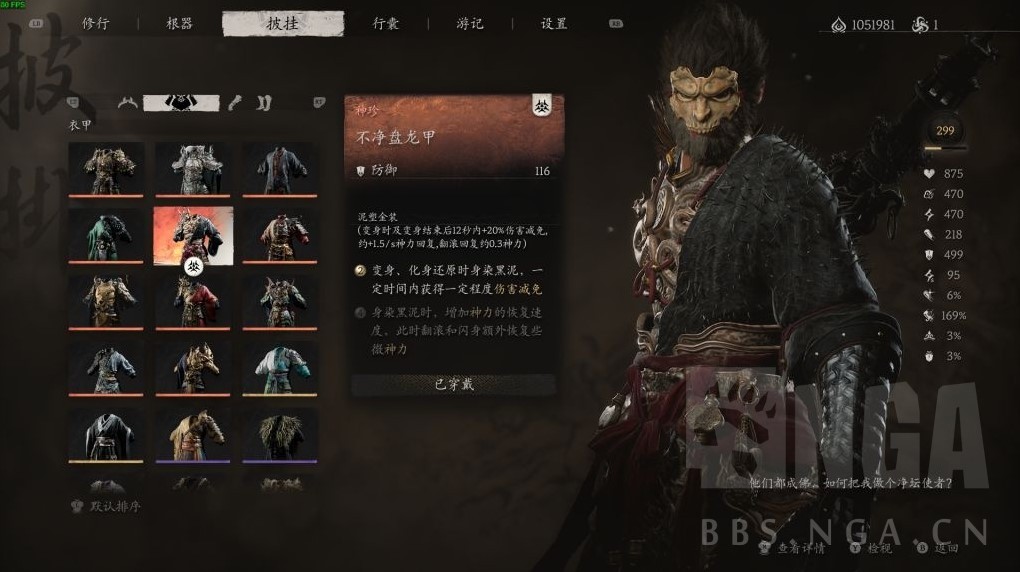 80 FPS
LB 修行 根器 披挂 行囊 游记 设置 RB
1051981 1
披挂
LT RT
衣甲
神珍
不净盘龙甲
防御 116
泥塑金装
(变身时及变身结束后12秒内+20%伤害减免,
约+1.5/s神力回复,翻滚回复约0.3神力)
变身、化身还原时身染黑泥，一
定时间内获得一定程度伤害减免
身染黑泥时，增加神力的恢复速
度，此时翻滚和闪身额外恢复些
微神力
已穿戴
299
875
470
470
218
499
95
6%
169%
3%
3%
默认排序
NGA
他们都成佛，如何把我做个净坛使者？
BBS.NGA.CN
查看详情 Y 检视 B 返回